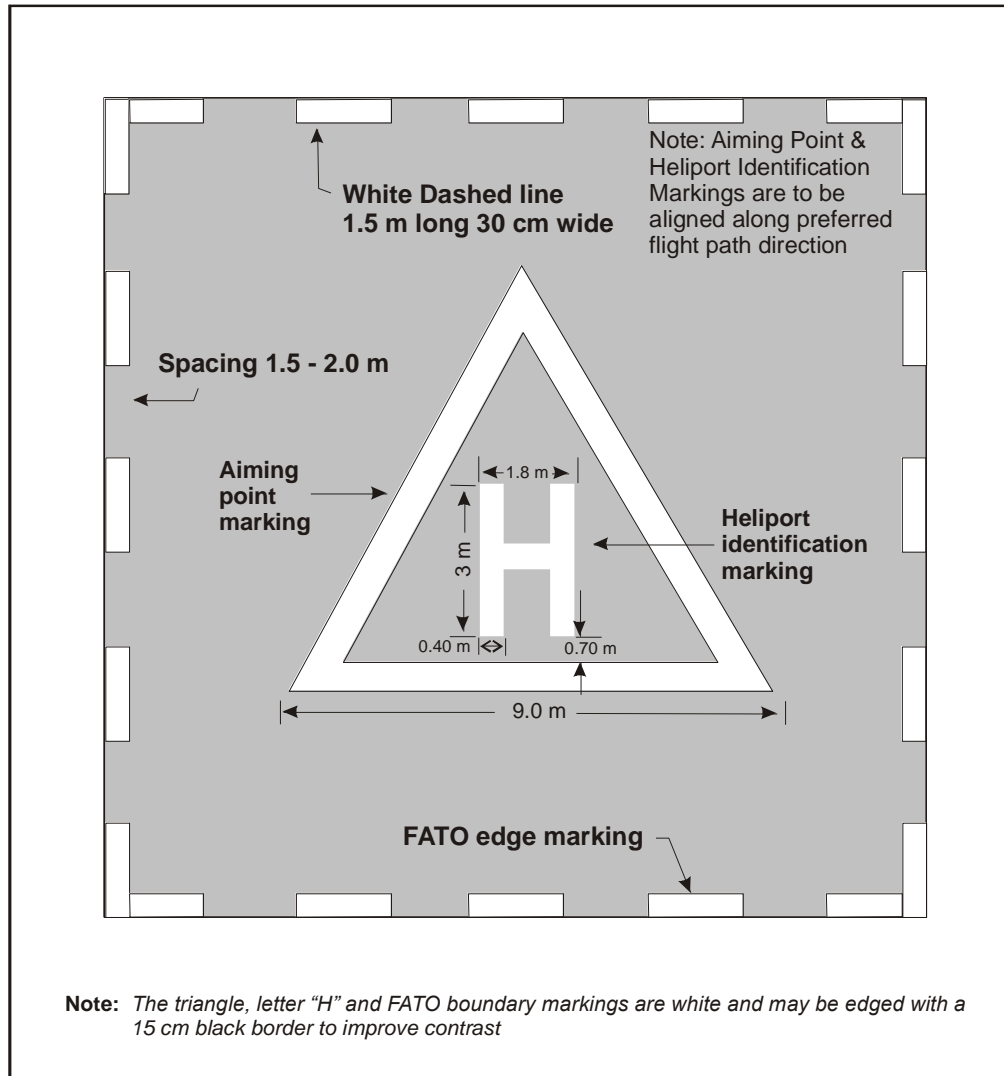 Note: Aiming Point &
Heliport Identification
Markings are to be
aligned along preferred
flight path direction
White Dashed line
1.5 m long 30 cm wide
Spacing 1.5 - 2.0 m
Aiming
point
marking
1.8 m
3 m
Heliport
identification
marking
H
0.40 m
0.70 m
9.0 m
FATO edge marking
Note: The triangle, letter “H” and FATO boundary markings are white and may be edged with a
15 cm black border to improve contrast